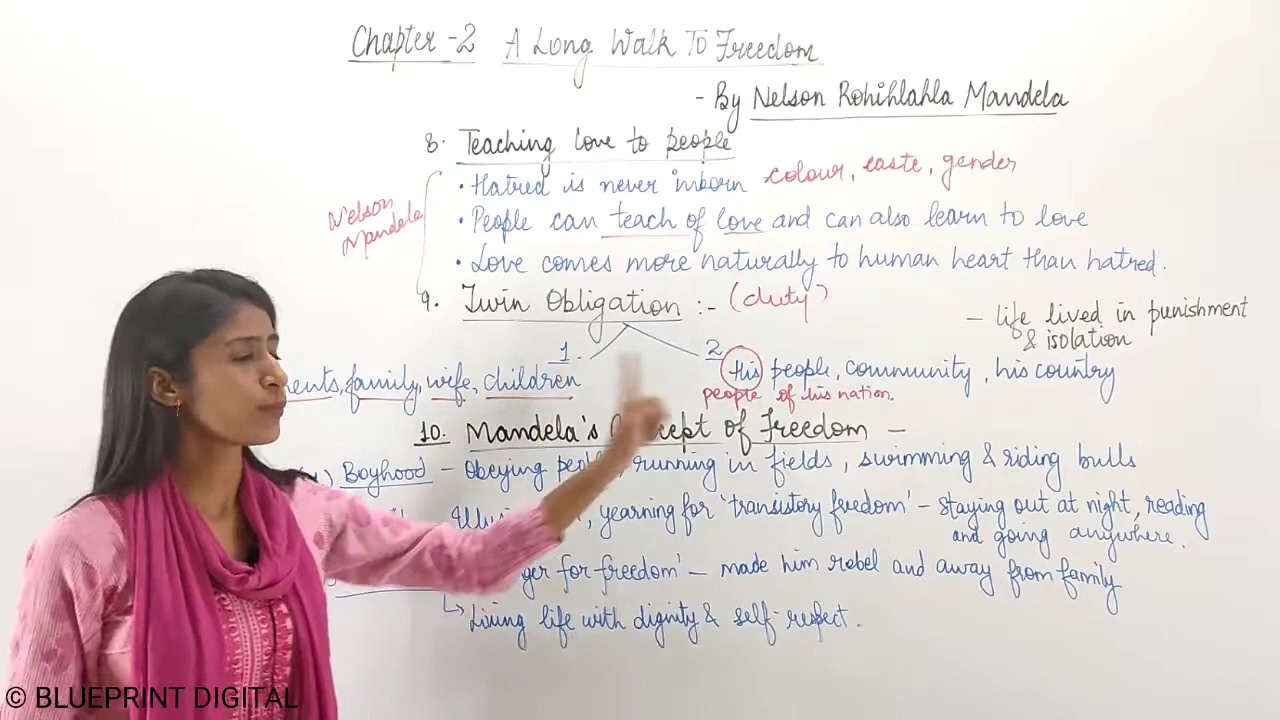 Chapter -2 A Long Walk To Freedom
- By Nelson Rohihlahla Mandela
8. Teaching love to people
• Hatred is never inborn colour, caste, gender
Nelson Mandela
• People can teach of love and can also learn to love
• Love comes more naturally to human heart than hatred.
9. Twin Obligation :- (duty)
- life lived in punishment
& isolation
1. 2.
family, wife, children His people, community, his country
people of his nation.
10. Mandela's of Freedom -
Boyhood - Obeying running in fields, swimming & riding bulls
yearning for 'transistory freedom' - staying out at night, reading
and going anywhere.
for freedom' - made him rebel and away from family
↳ Living life with dignity & self-respect.
© BLUEPRINT DIGITAL